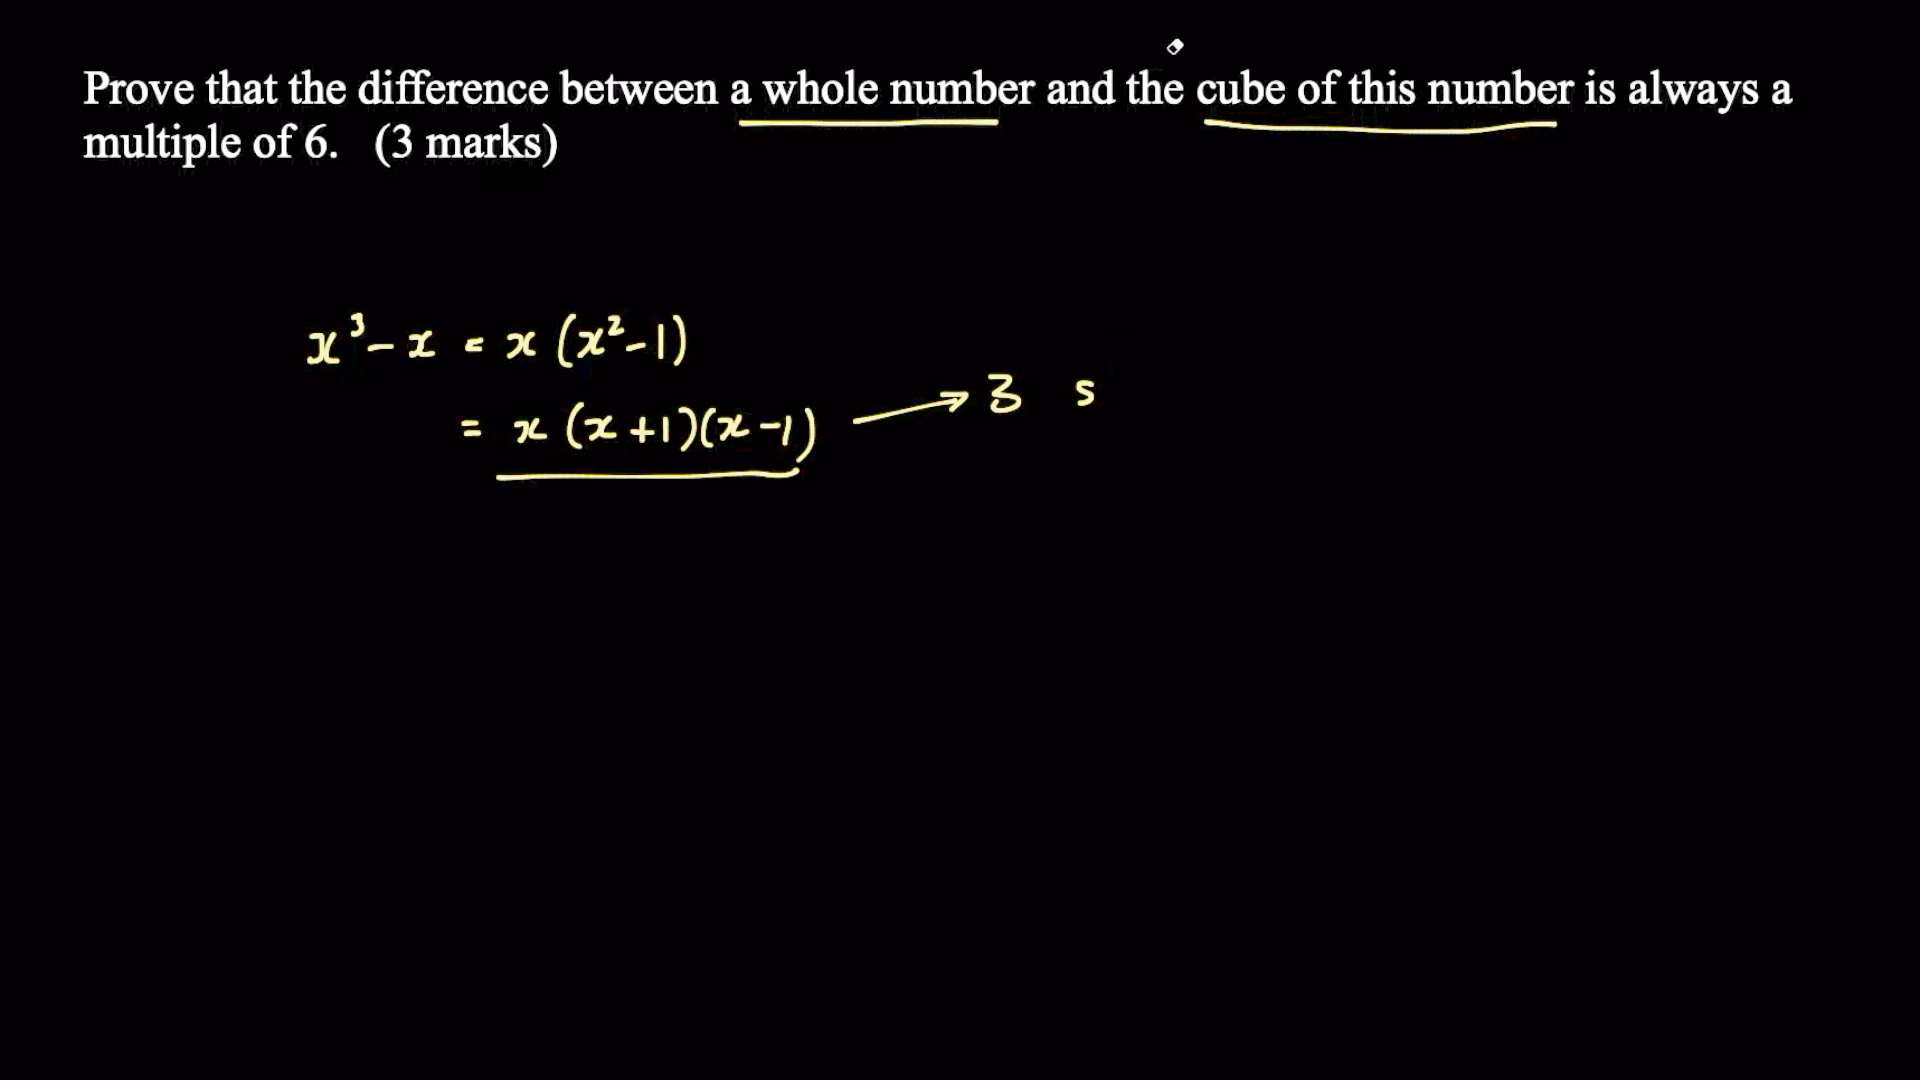 Prove that the difference between a whole number and the cube of this number is always a
multiple of 6. (3 marks)
x³ - x = x (x² - 1)
= x (x + 1)(x - 1) → 3 s